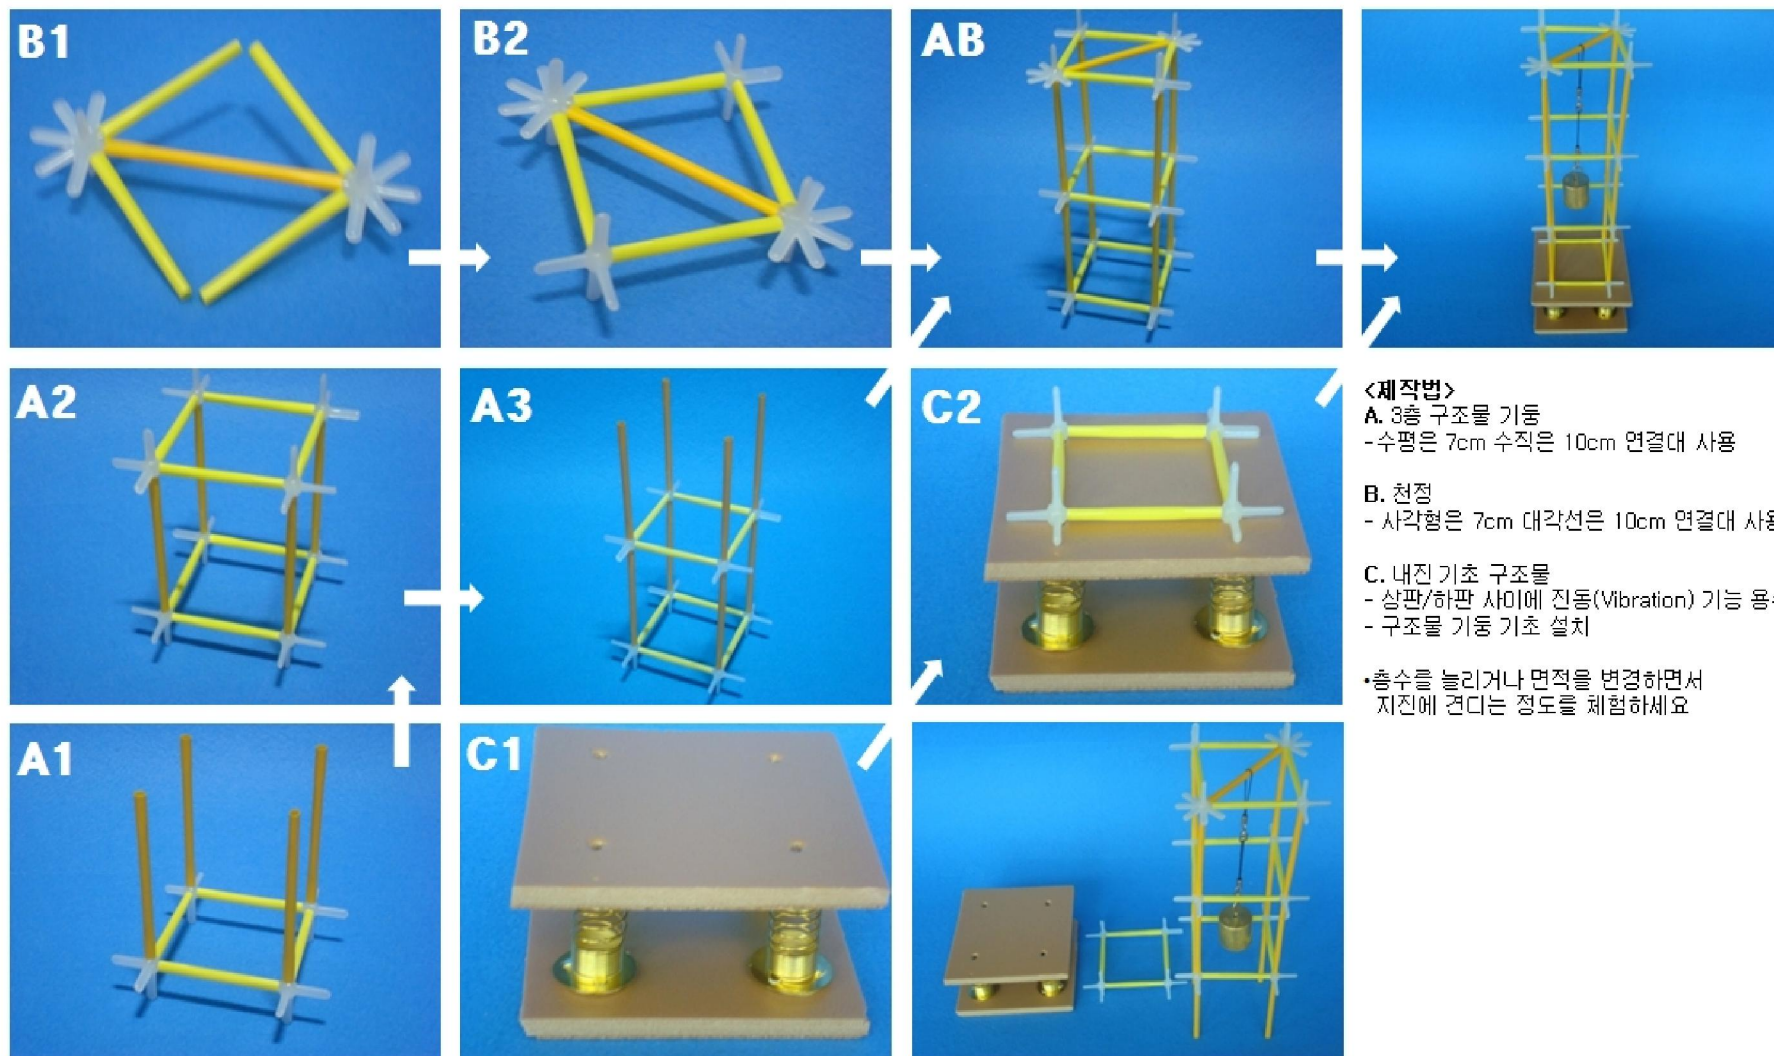 B1
B2
AB
A2
A3
C2
A1
C1
<제작법>
A. 3층 구조물 기둥
-수평은 7cm 수직은 10cm 연결대 사용
B. 천정
- 사각형은 7cm 대각선은 10cm 연결대
C. 내진 기초 구조물
- 상판/하판 사이에 진동(Vibration) 기능
- 구조물 기둥 기초 설치
•층수를 늘리거나 면적을 변경하면서
지진에 견디는 정도를 체험하세요